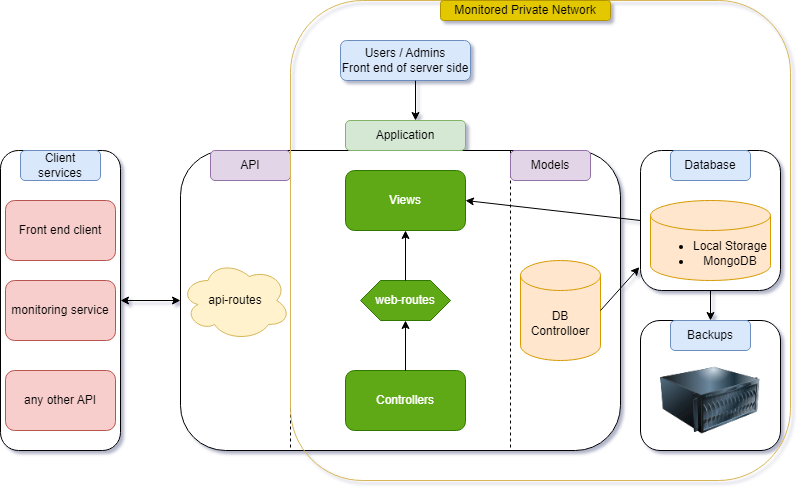 Monitored Private Network
Users / Admins
Front end of server side
Application
Client
services
API
Models
Database
Front end client
Views
Local Storage
MongoDB
api-routes
web-routes
monitoring service
DB
Controlloer
Backups
any other API
Controllers